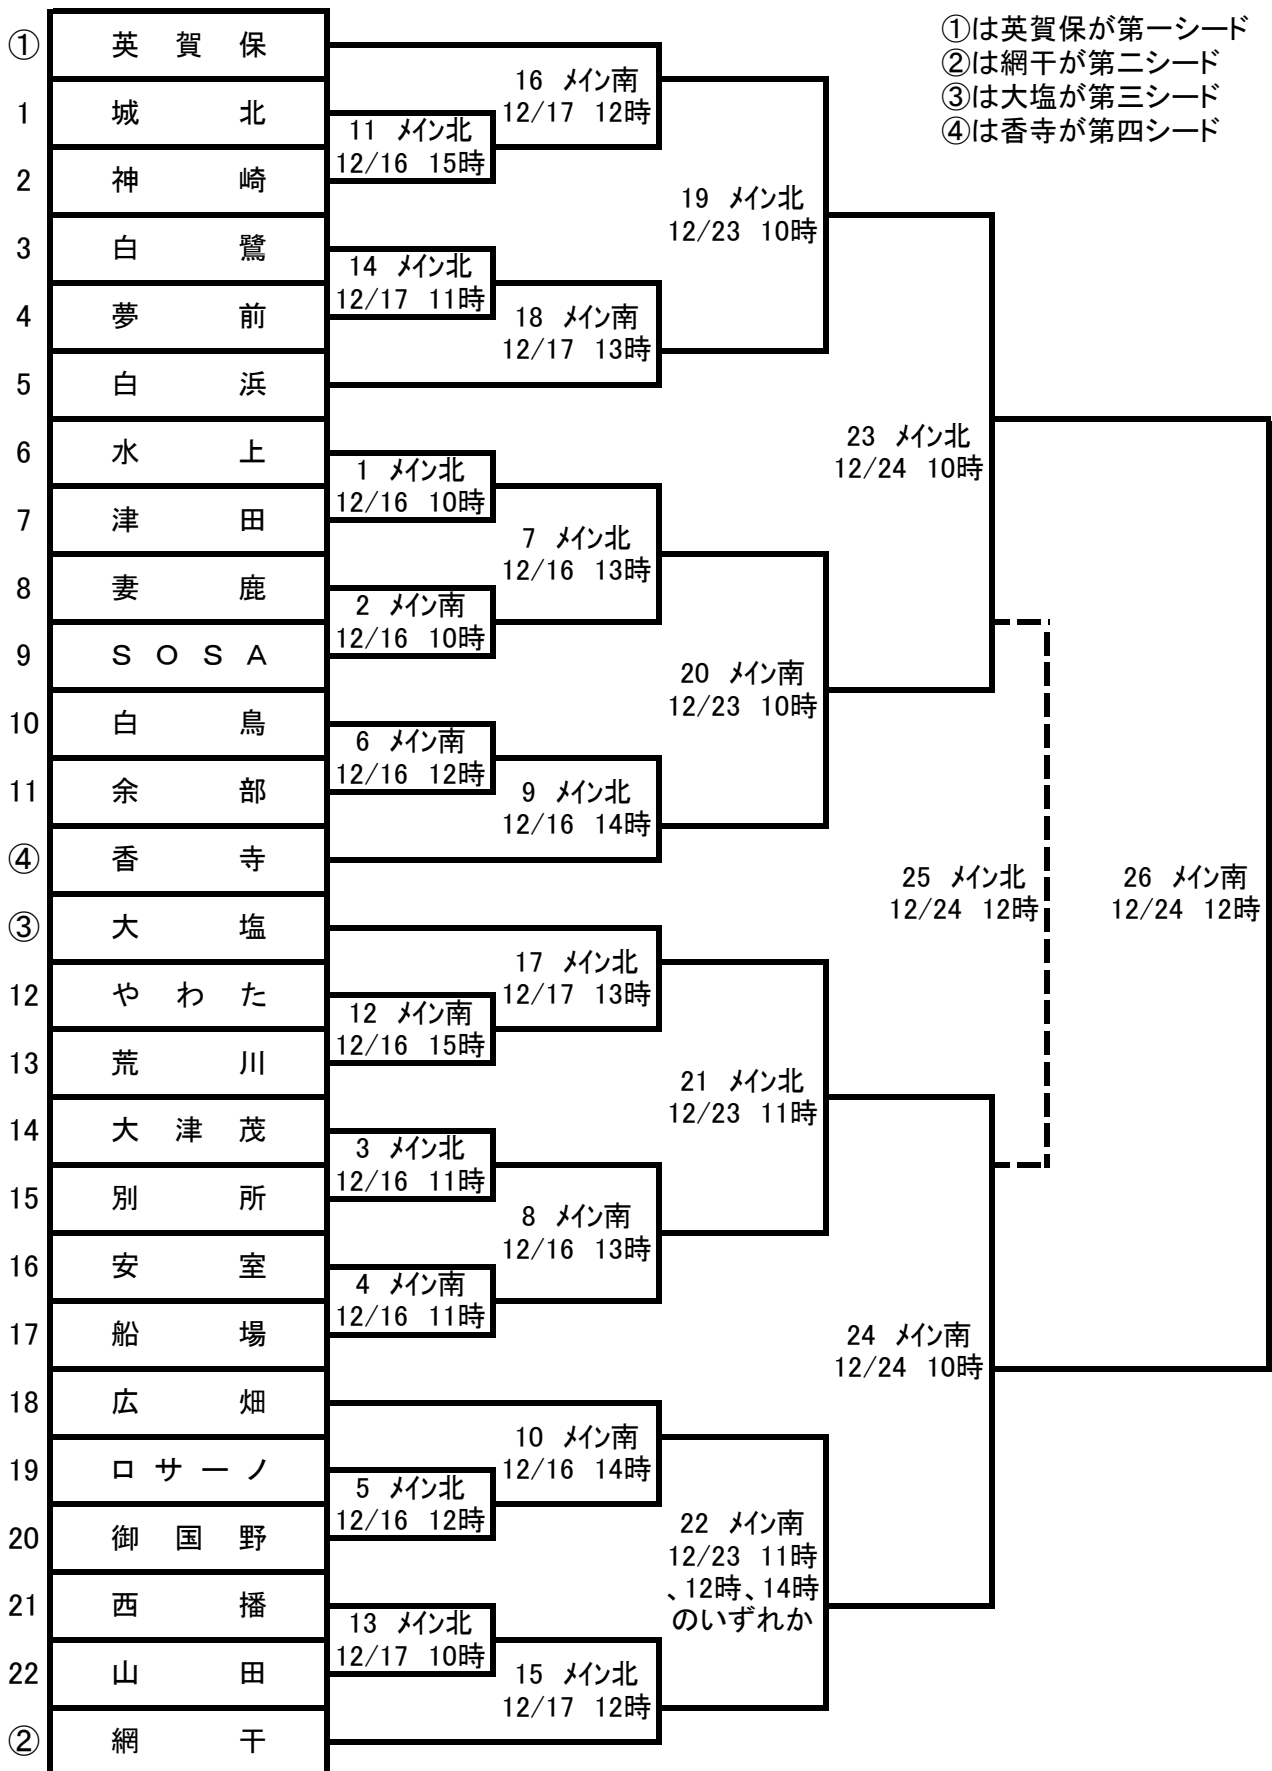 ①は英賀保が第一シード
②は網干が第二シード
③は大塩が第三シード
④は香寺が第四シード
① 英賀保
1 城北
2 神崎
3 白鷺
4 夢前
5 白浜
6 水上
7 津田
8 妻鹿
9 SOSA
10 白鳥
11 余部
④ 香寺
③ 大塩
12 やわた
13 荒川
14 大津茂
15 別所
16 安室
17 船場
18 広畑
19 ロサーノ
20 御国野
21 西播
22 山田
② 網干
11 メイン北
12/16 15時
14 メイン北
12/17 11時
1 メイン北
12/16 10時
2 メイン南
12/16 10時
6 メイン南
12/16 12時
12 メイン南
12/16 15時
3 メイン北
12/16 11時
4 メイン南
12/16 11時
5 メイン北
12/16 12時
13 メイン北
12/17 10時
16 メイン南
12/17 12時
18 メイン南
12/17 13時
7 メイン北
12/16 13時
9 メイン北
12/16 14時
17 メイン北
12/17 13時
8 メイン南
12/16 13時
10 メイン南
12/16 14時
15 メイン北
12/17 12時
19 メイン北
12/23 10時
20 メイン南
12/23 10時
21 メイン北
12/23 11時
22 メイン南
12/23 11時
、12時、14時
のいずれか
23 メイン北
12/24 10時
24 メイン南
12/24 10時
25 メイン北
12/24 12時
26 メイン南
12/24 12時